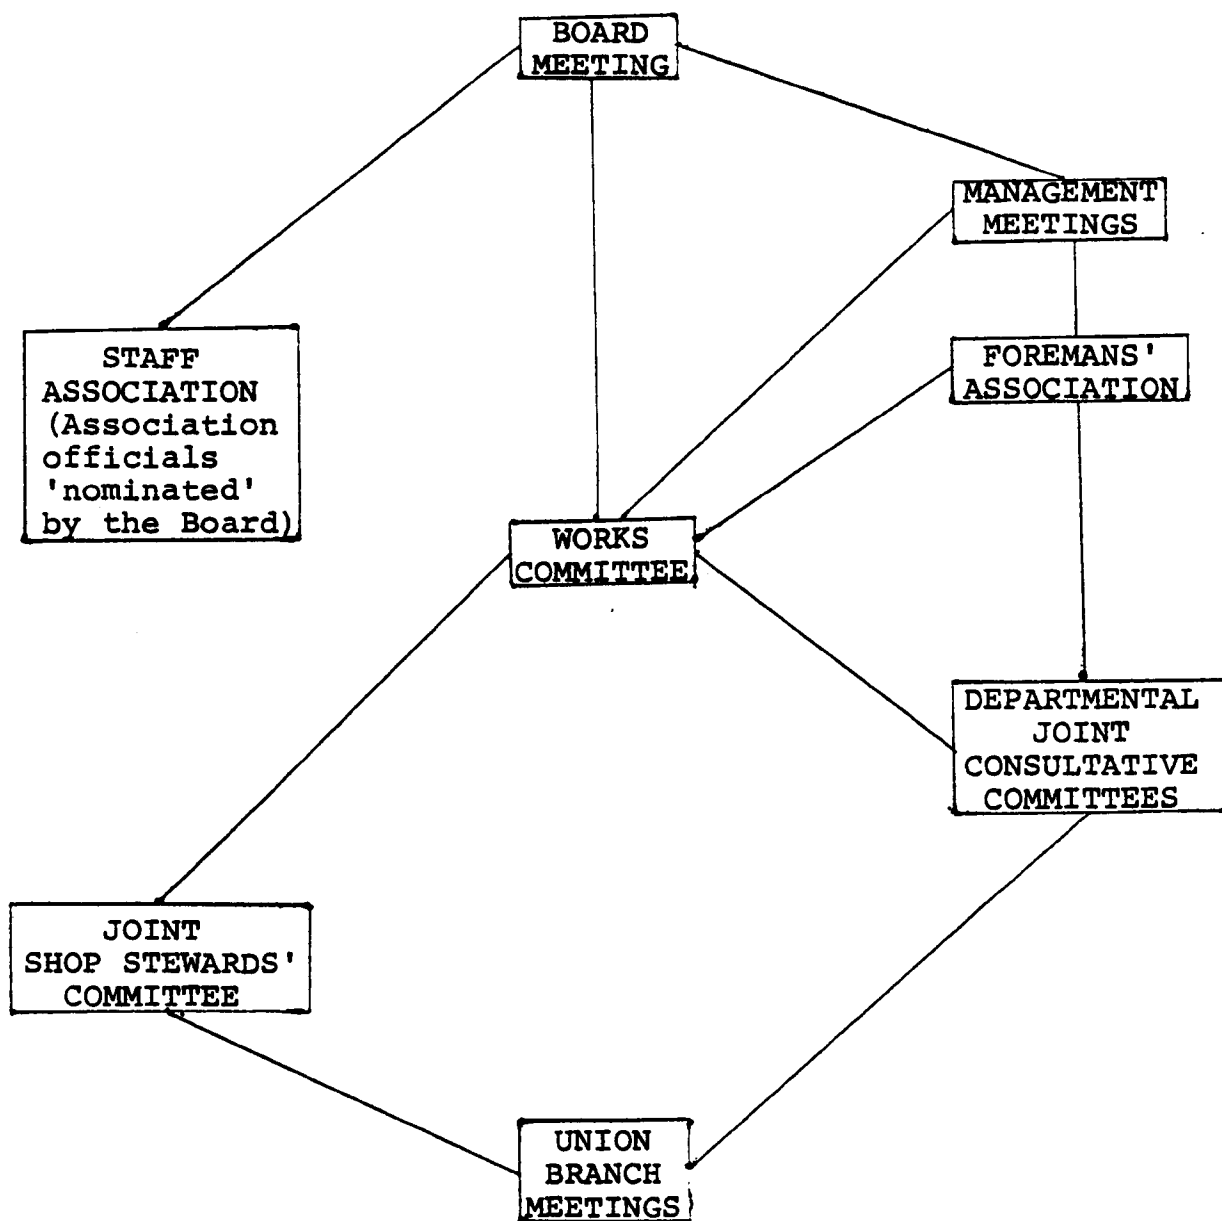 BOARD
MEETING
MANAGEMENT
MEETINGS
STAFF
ASSOCIATION
(Association
officials
'nominated'
by the Board)
FOREMANS'
ASSOCIATION
WORKS
COMMITTEE
DEPARTMENTAL
JOINT
CONSULTATIVE
COMMITTEES
JOINT
SHOP STEWARDS'
COMMITTEE
UNION
BRANCH
MEETINGS